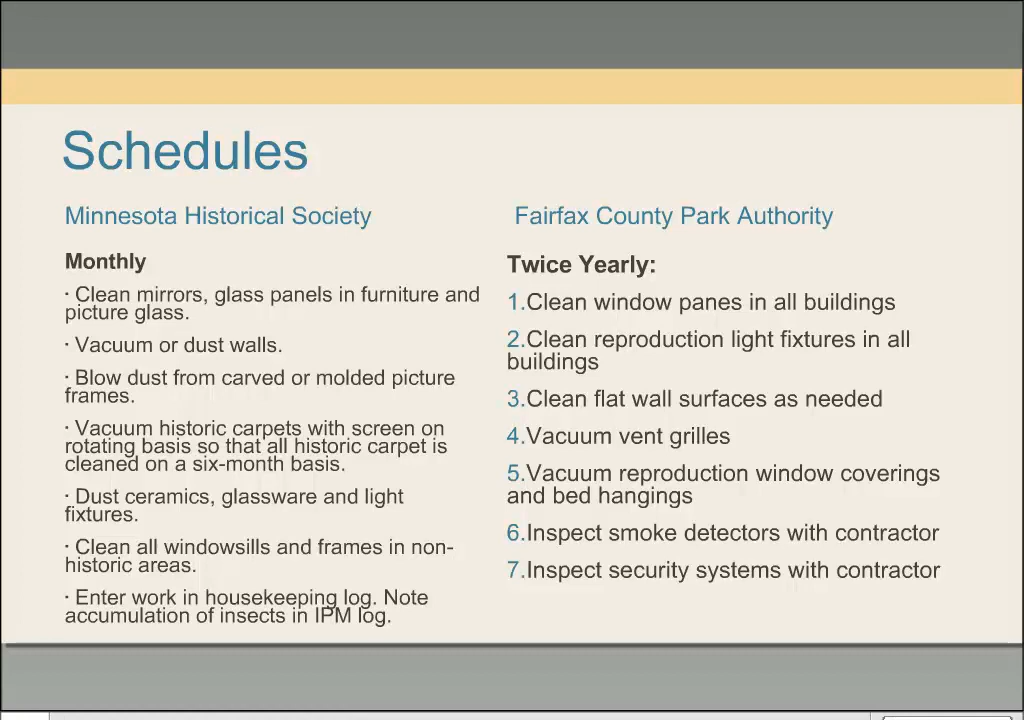 Schedules
Minnesota Historical Society
Monthly
· Clean mirrors, glass panels in furniture and
picture glass.
· Vacuum or dust walls.
· Blow dust from carved or molded picture
frames.
· Vacuum historic carpets with screen on
rotating basis so that all historic carpet is
cleaned on a six-month basis.
· Dust ceramics, glassware and light
fixtures.
· Clean all windowsills and frames in non-
historic areas.
· Enter work in housekeeping log. Note
accumulation of insects in IPM log.
Fairfax County Park Authority
Twice Yearly:
1.Clean window panes in all buildings
2.Clean reproduction light fixtures in all
buildings
3.Clean flat wall surfaces as needed
4.Vacuum vent grilles
5.Vacuum reproduction window coverings
and bed hangings
6.Inspect smoke detectors with contractor
7.Inspect security systems with contractor